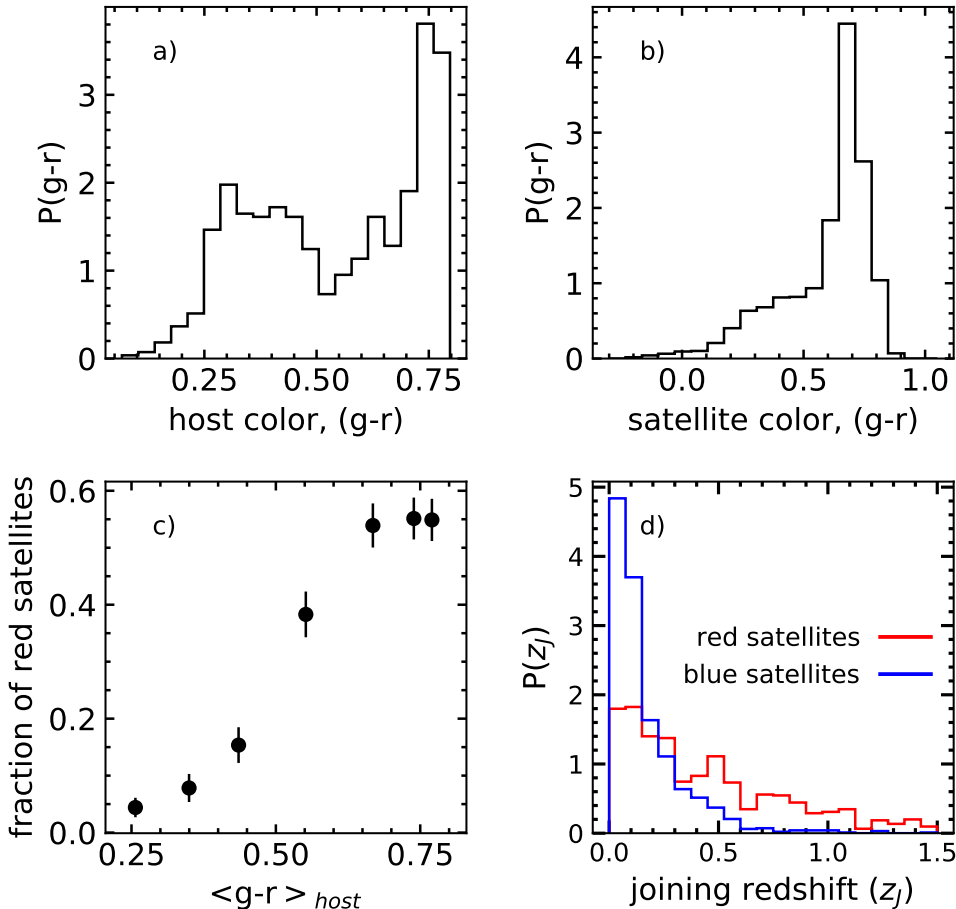 a)
P(g-r)
3
2
1
0
0.25 0.50 0.75
host color, (g-r)
b)
P(g-r)
4
3
2
1
0
0.0 0.5 1.0
satellite color, (g-r)
c)
fraction of red satellites
0.6
0.4
0.2
0.0
0.25 0.50 0.75
<g-r>host
d)
P(zJ)
5
4
3
2
1
0
red satellites
blue satellites
0.0 0.5 1.0 1.5
joining redshift (zJ)